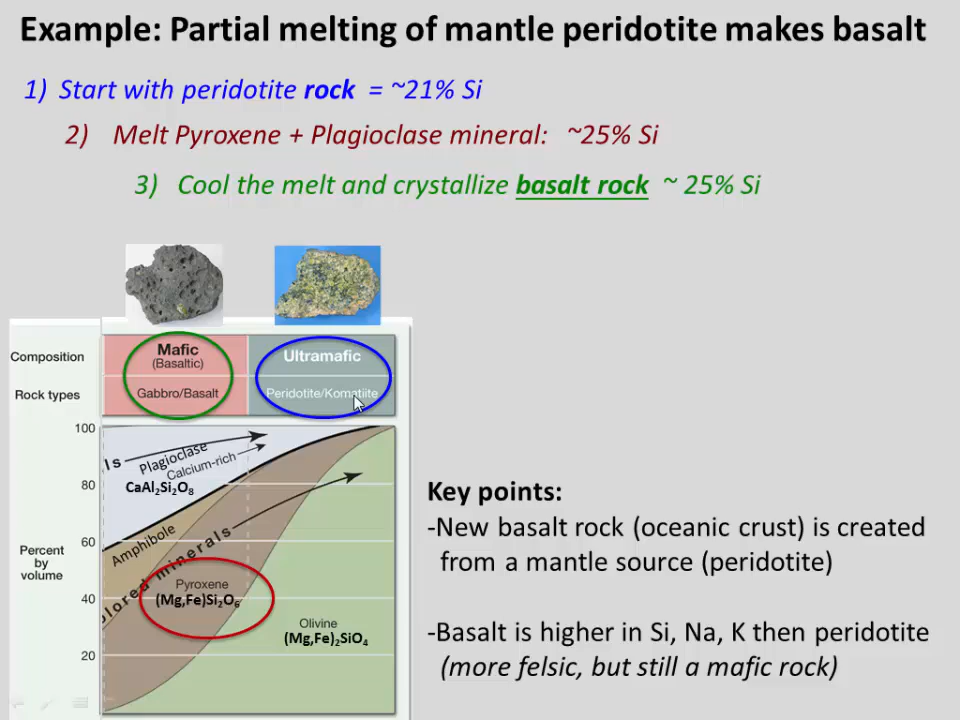 Example: Partial melting of mantle peridotite makes basalt
1) Start with peridotite rock = ~21% Si
2) Melt Pyroxene + Plagioclase mineral: ~25% Si
3) Cool the melt and crystallize basalt rock ~ 25% Si
Composition
Mafic
(Basaltic)
Ultramafic
Rock types
Gabbro/Basalt
Peridotite/Komatiite
100
80
60
40
20
Percent
by
volume
ls
Plagioclase
Calcium-rich
CaAl₂Si₂O₈
Amphibole
olored minerals
Pyroxene
(Mg,Fe)Si₂O₆
Olivine
(Mg,Fe)₂SiO₄
Key points:
-New basalt rock (oceanic crust) is created
from a mantle source (peridotite)
-Basalt is higher in Si, Na, K then peridotite
(more felsic, but still a mafic rock)